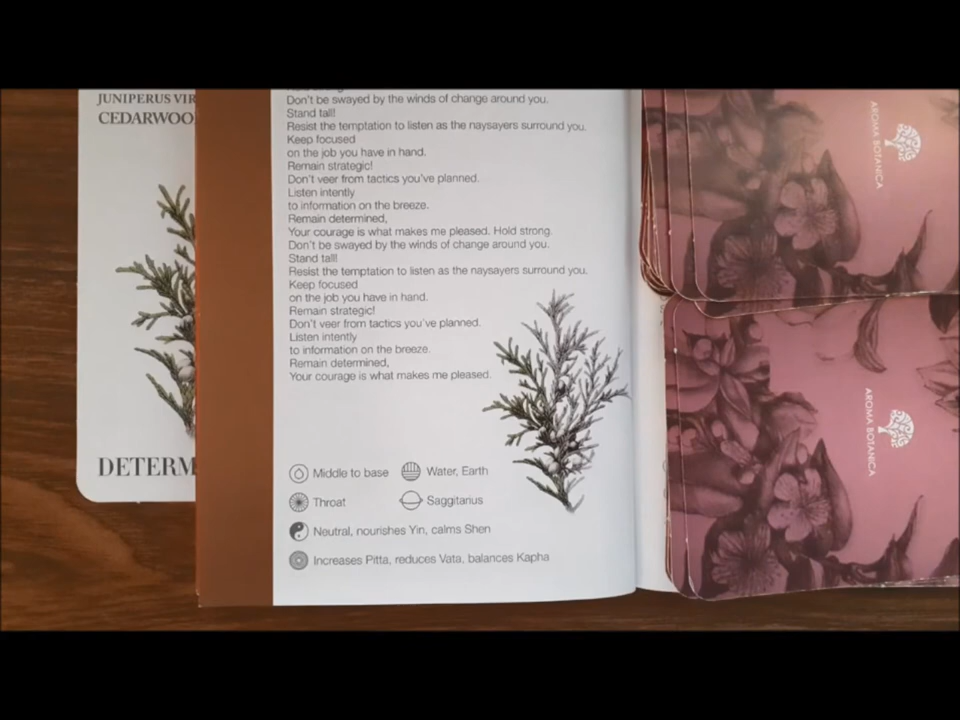 JUNIPERUS VIR
CEDARWOO
DETERM
Don't be swayed by the winds of change around you.
Stand tall!
Resist the temptation to listen as the naysayers surround you.
Keep focused
on the job you have in hand.
Remain strategic!
Don't veer from tactics you've planned.
Listen intently
to information on the breeze.
Remain determined,
Your courage is what makes me pleased. Hold strong.
Don't be swayed by the winds of change around you.
Stand tall!
Resist the temptation to listen as the naysayers surround you.
Keep focused
on the job you have in hand.
Remain strategic!
Don't veer from tactics you've planned.
Listen intently
to information on the breeze.
Remain determined,
Your courage is what makes me pleased.
Middle to base
Water, Earth
Throat
Saggitarius
Neutral, nourishes Yin, calms Shen
Increases Pitta, reduces Vata, balances Kapha
AROMA BOTANICA
AROMA BOTANICA